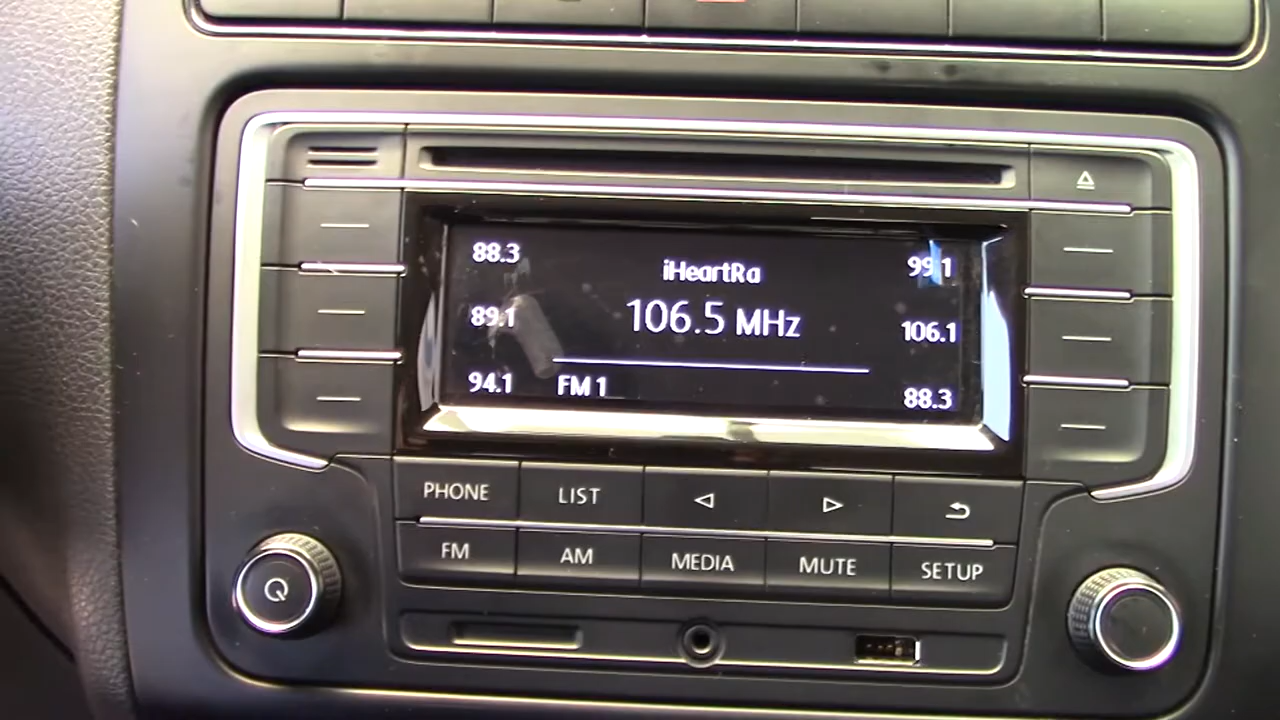 88.3 iHeartRa 99.1
89.1 106.5 MHz 106.1
94.1 FM 1 88.3
PHONE LIST
FM AM MEDIA MUTE SETUP